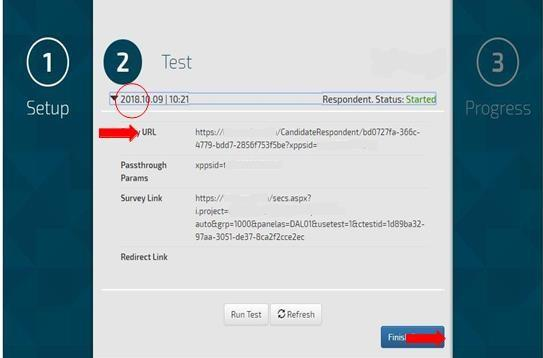 1
Setup
2 Test
3
Progress
2018.10.09 | 10:21 Respondent. Status: Started
URL https:// /CandidateRespondent/bd0727fa-366c-
4779-bdd7-2856f753f5be?xppsid=
Passthrough xppsid=
Params
Survey Link https:// /secs.aspx?
i.project=
auto&grp=1000&panelas=DAL01&usetest=1&ctestid=1d89ba32-
97aa-3051-de37-8ca2f2cce2ec
Redirect Link
Run Test Refresh